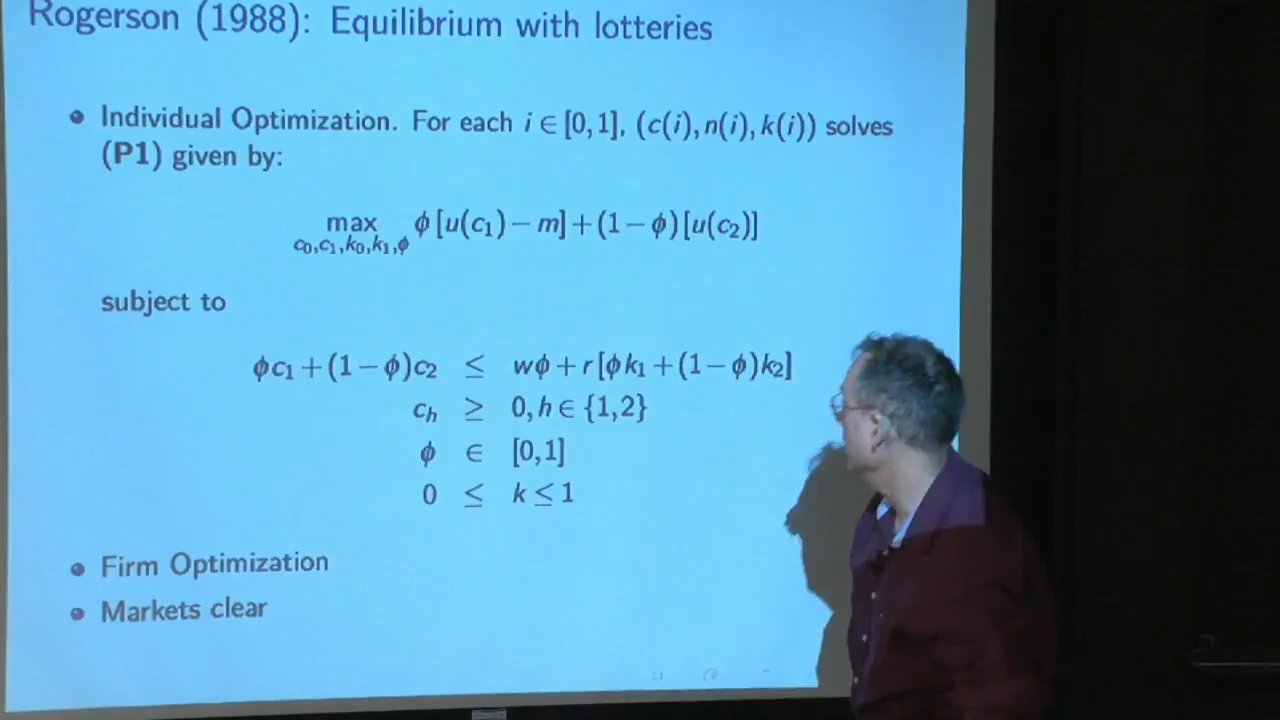 Rogerson (1988): Equilibrium with lotteries
Individual Optimization. For each i ∈ [0,1], (c(i),n(i),k(i)) solves
(P1) given by:
max ϕ[u(c₁)−m]+(1−ϕ)[u(c₂)]
c₀,c₁,k₀,k₁,ϕ
subject to
ϕc₁+(1−ϕ)c₂ ≤ wϕ+r[ϕk₁+(1−ϕ)k₂]
cₕ ≥ 0,h∈{1,2}
ϕ ∈ [0,1]
0 ≤ k≤1
Firm Optimization
Markets clear